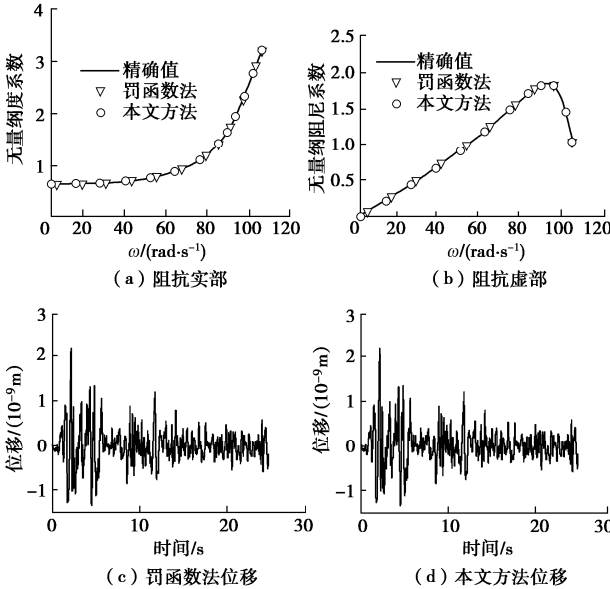 4
3
2
1
0
20
40
60
80
100
120
无量纲度系数
精确值
罚函数法
本文方法
ω/(rad·s⁻¹)
(a) 阻抗实部
2.5
2.0
1.5
1.0
0.5
0
20
40
60
80
100
120
无量纲阻尼系数
精确值
罚函数法
本文方法
ω/(rad·s⁻¹)
(b) 阻抗虚部
3
2
1
0
−1
0
10
20
30
位移/(10⁻⁹m)
时间/s
(c) 罚函数法位移
3
2
1
0
−1
0
10
20
30
位移/(10⁻⁹m)
时间/s
(d) 本文方法位移